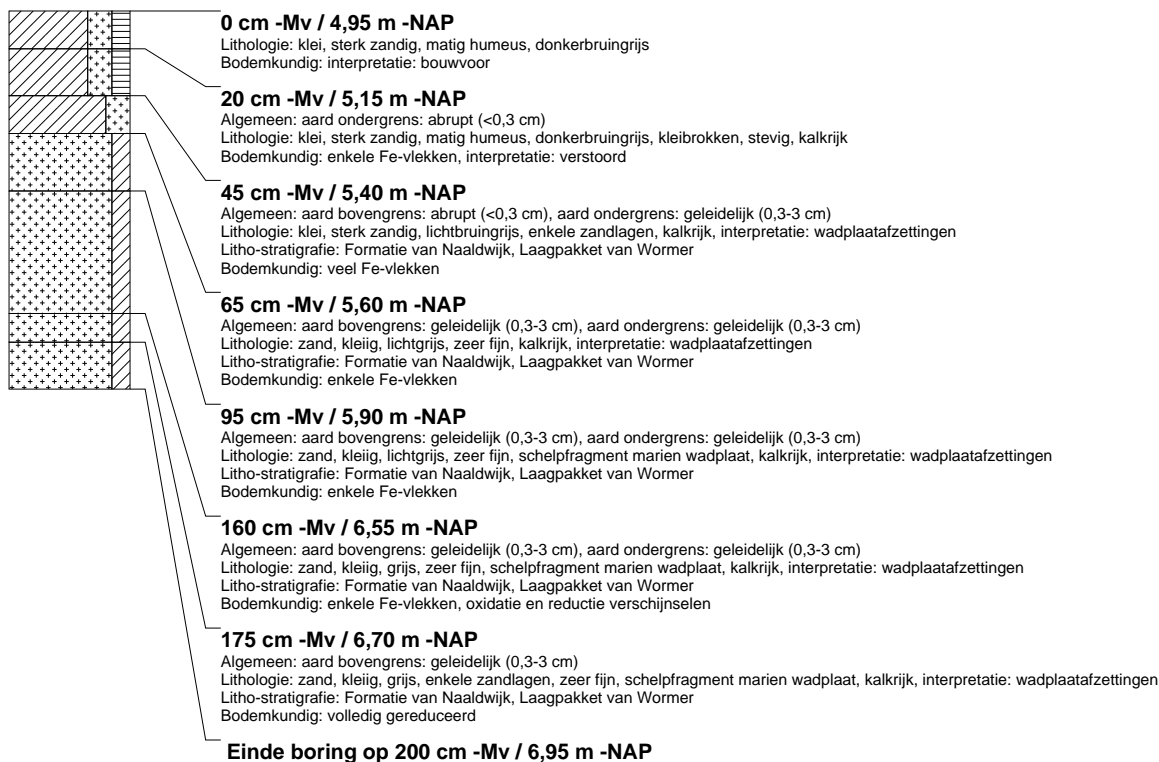 0 cm -Mv / 4,95 m -NAP
Lithologie: klei, sterk zandig, matig humeus, donkerbruingrijs
Bodemkundig: interpretatie: bouwvoor
20 cm -Mv / 5,15 m -NAP
Algemeen: aard ondergrens: abrupt (<0,3 cm)
Lithologie: klei, sterk zandig, matig humeus, donkerbruingrijs, kleibrokken, stevig, kalkrijk
Bodemkundig: enkele Fe-vlekken, interpretatie: verstoord
45 cm -Mv / 5,40 m -NAP
Algemeen: aard bovengrens: abrupt (<0,3 cm), aard ondergrens: geleidelijk (0,3-3 cm)
Lithologie: klei, sterk zandig, lichtbruingrijs, enkele zandlagen, kalkrijk, interpretatie: wadplaatafzettingen
Litho-stratigrafie: Formatie van Naaldwijk, Laagpakket van Wormer
Bodemkundig: veel Fe-vlekken
65 cm -Mv / 5,60 m -NAP
Algemeen: aard bovengrens: geleidelijk (0,3-3 cm), aard ondergrens: geleidelijk (0,3-3 cm)
Lithologie: zand, kleiig, lichtgrijs, zeer fijn, kalkrijk, interpretatie: wadplaatafzettingen
Litho-stratigrafie: Formatie van Naaldwijk, Laagpakket van Wormer
Bodemkundig: enkele Fe-vlekken
95 cm -Mv / 5,90 m -NAP
Algemeen: aard bovengrens: geleidelijk (0,3-3 cm), aard ondergrens: geleidelijk (0,3-3 cm)
Lithologie: zand, kleiig, lichtgrijs, zeer fijn, schelpfragment marien wadplaat, kalkrijk, interpretatie: wadplaatafzettingen
Litho-stratigrafie: Formatie van Naaldwijk, Laagpakket van Wormer
Bodemkundig: enkele Fe-vlekken
160 cm -Mv / 6,55 m -NAP
Algemeen: aard bovengrens: geleidelijk (0,3-3 cm), aard ondergrens: geleidelijk (0,3-3 cm)
Lithologie: zand, kleiig, grijs, zeer fijn, schelpfragment marien wadplaat, kalkrijk, interpretatie: wadplaatafzettingen
Litho-stratigrafie: Formatie van Naaldwijk, Laagpakket van Wormer
Bodemkundig: enkele Fe-vlekken, oxidatie en reductie verschijnselen
175 cm -Mv / 6,70 m -NAP
Algemeen: aard bovengrens: geleidelijk (0,3-3 cm)
Lithologie: zand, kleiig, grijs, enkele zandlagen, zeer fijn, schelpfragment marien wadplaat, kalkrijk, interpretatie: wadplaatafzettingen
Litho-stratigrafie: Formatie van Naaldwijk, Laagpakket van Wormer
Bodemkundig: volledig gereduceerd
Einde boring op 200 cm -Mv / 6,95 m -NAP